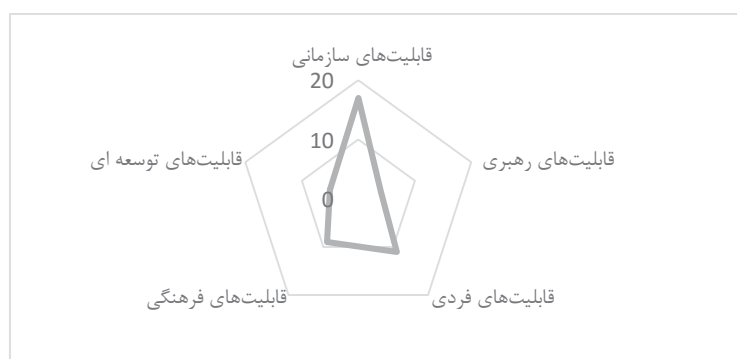 قابلیت‌های سازمانی
20
10
0
قابلیت‌های رهبری
قابلیت‌های توسعه ای
قابلیت‌های فردی
قابلیت‌های فرهنگی